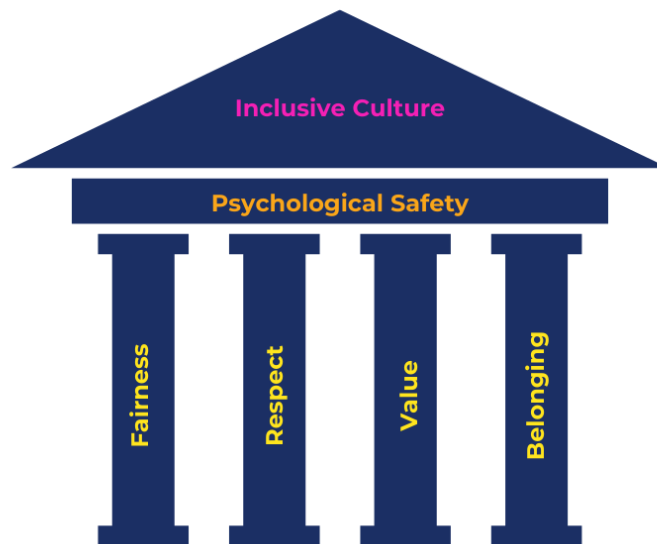 Inclusive Culture
Psychological Safety
Fairness
Respect
Value
Belonging